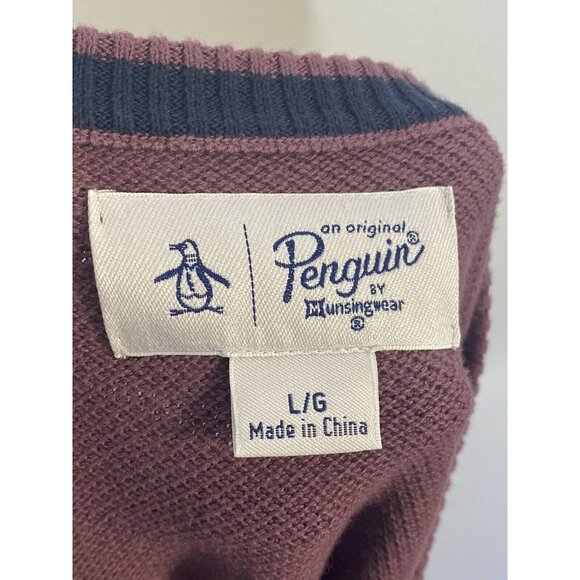 an original
Penguin®
BY
Munsingwear
®
L/G
Made in China